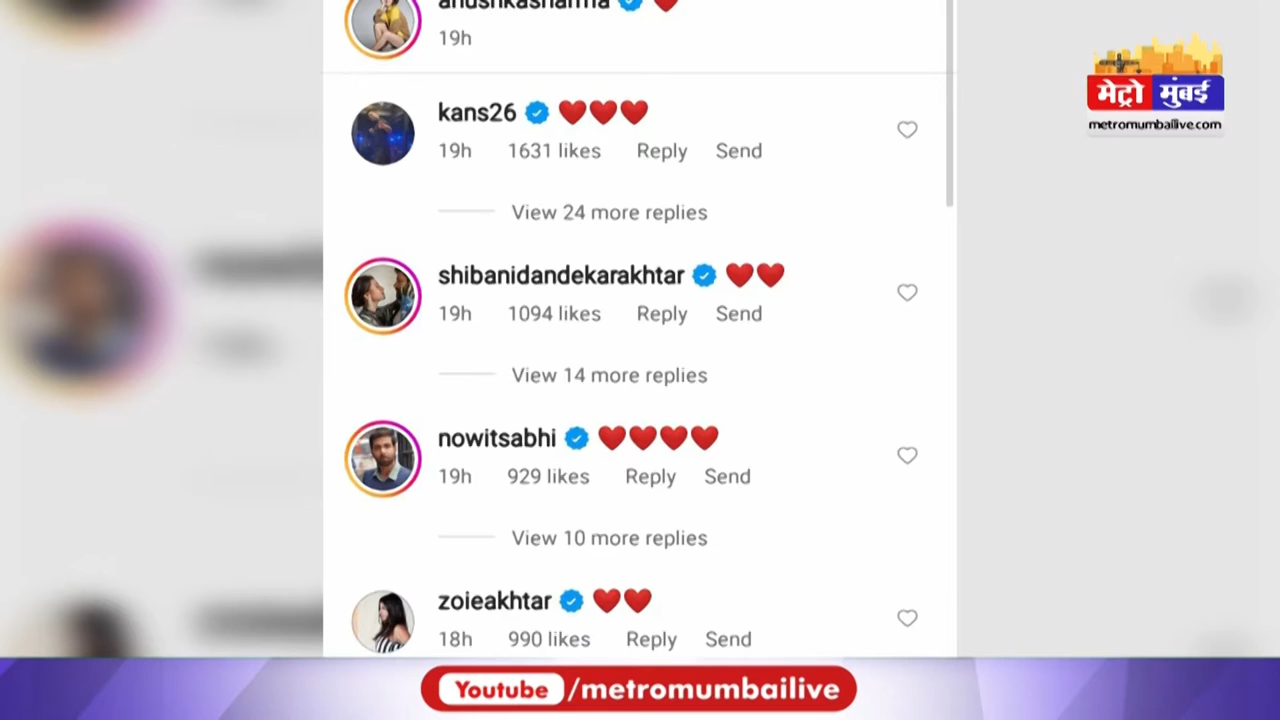 anushkasharma ❤️
19h
kans26 ❤️❤️❤️
19h 1631 likes Reply Send
View 24 more replies
shibanidandekarakhtar ❤️❤️
19h 1094 likes Reply Send
View 14 more replies
nowitsabhi ❤️❤️❤️❤️
19h 929 likes Reply Send
View 10 more replies
zoieakhtar ❤️❤️
18h 990 likes Reply Send
मेट्रो मुंबई
metromumbailive.com
Youtube /metromumbailive